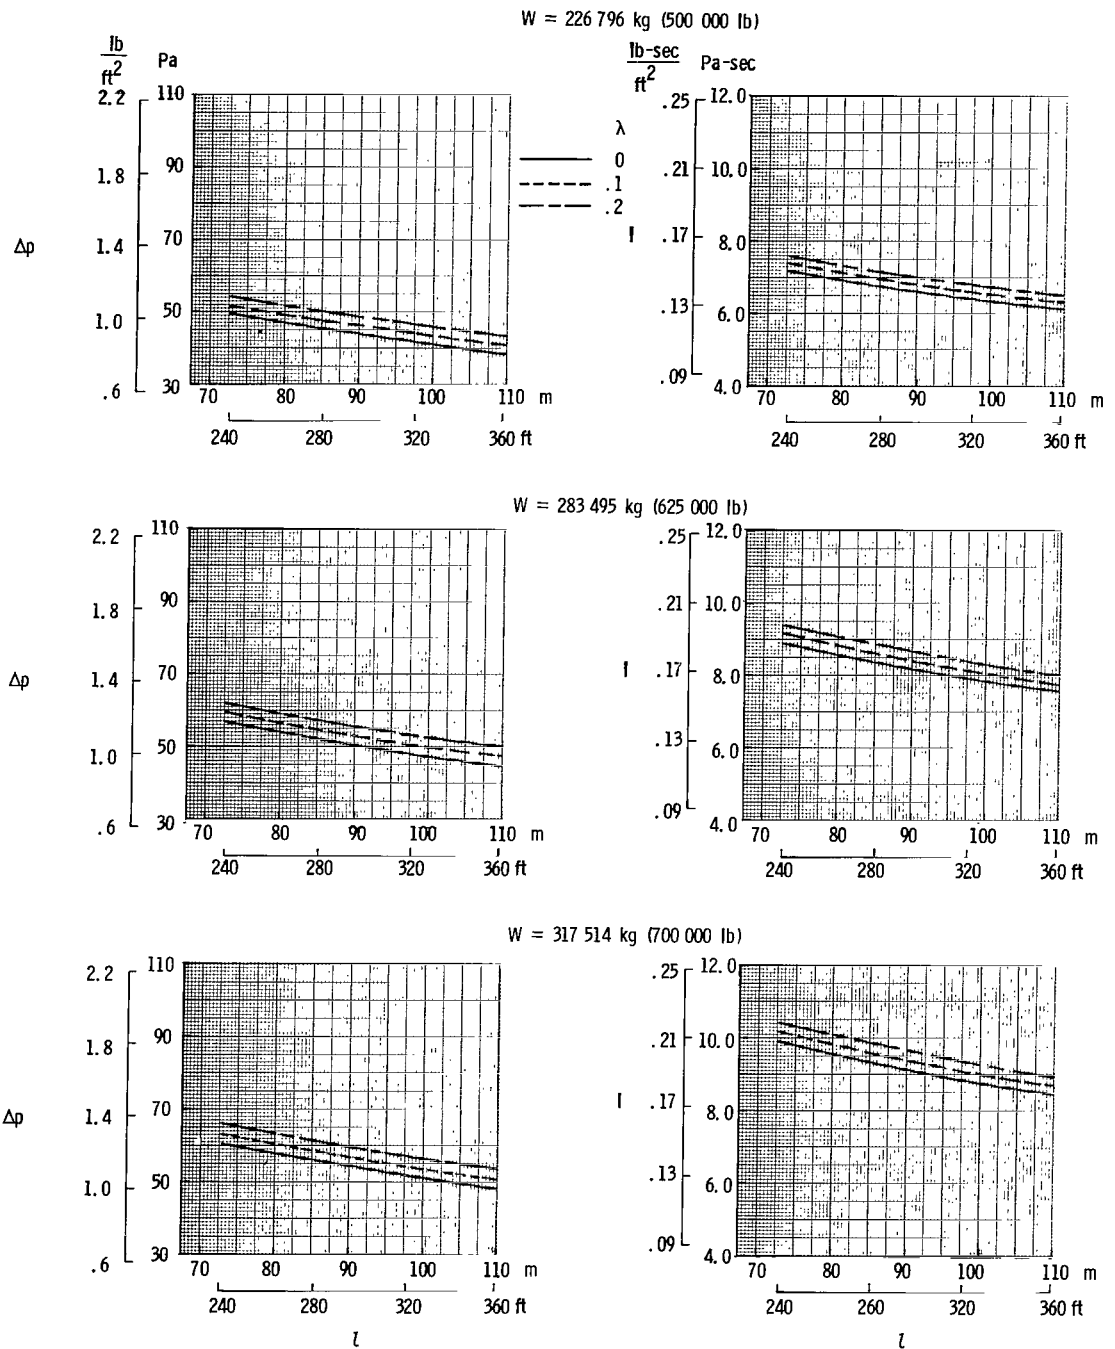 W = 226 796 kg (500 000 lb)
lb
ft2
Pa
lb-sec
ft2
Pa-sec
2.2
110
.25
12.0
λ
0
.1
.2
1.8
90
.21
10.0
Δp
1.4
70
I
.17
8.0
1.0
50
.13
6.0
.6
30
.09
4.0
70 80 90 100 110 m
70 80 90 100 110 m
240 280 320 360 ft
240 280 320 360 ft
W = 283 495 kg (625 000 lb)
2.2
110
.25
12.0
1.8
90
.21
10.0
Δp
1.4
70
I
.17
8.0
1.0
50
.13
6.0
.6
30
.09
4.0
70 80 90 100 110 m
70 80 90 100 110 m
240 280 320 360 ft
240 280 320 360 ft
W = 317 514 kg (700 000 lb)
2.2
110
.25
12.0
1.8
90
.21
10.0
Δp
1.4
70
I
.17
8.0
1.0
50
.13
6.0
.6
30
.09
4.0
70 80 90 100 110 m
70 80 90 100 110 m
240 280 320 360 ft
240 260 320 360 ft
l
l